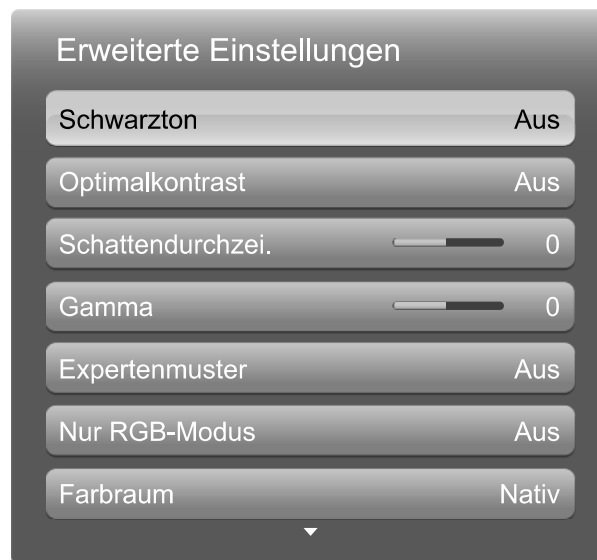 Erweiterte Einstellungen
Schwarzton Aus
Optimalkontrast Aus
Schattendurchzei. 0
Gamma 0
Expertenmuster Aus
Nur RGB-Modus Aus
Farbraum Nativ